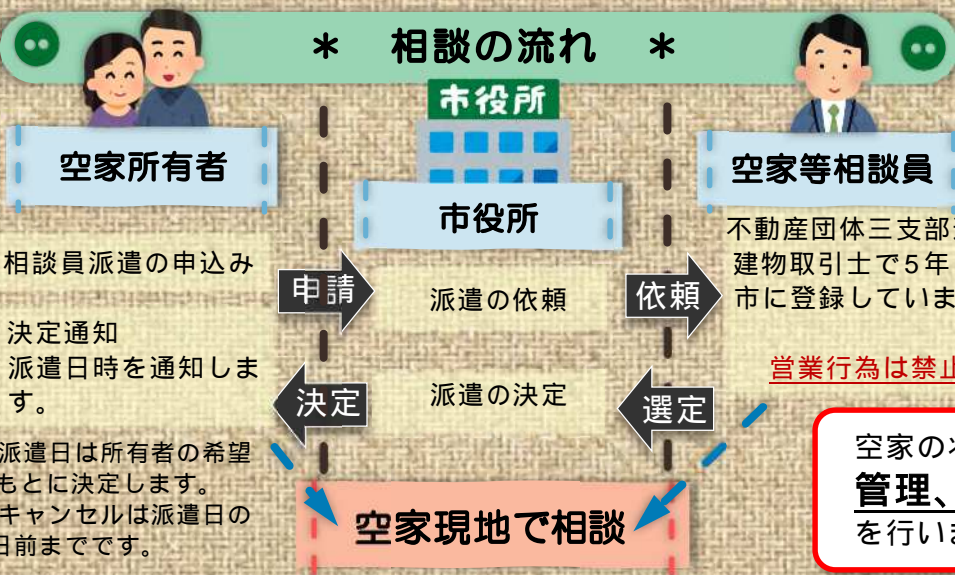 * 相談の流れ *
市役所
空家所有者
市役所
空家等相談員
相談員派遣の申込み
申請
派遣の依頼
依頼
不動産団体三支部
建物取引士で5年
市に登録していま
決定通知
派遣日時を通知しま
す。
決定
派遣の決定
選定
営業行為は禁止
派遣日は所有者の希望
もとに決定します。
キャンセルは派遣日の
日前までです。
空家現地で相談
空家の
管理、
を行いま